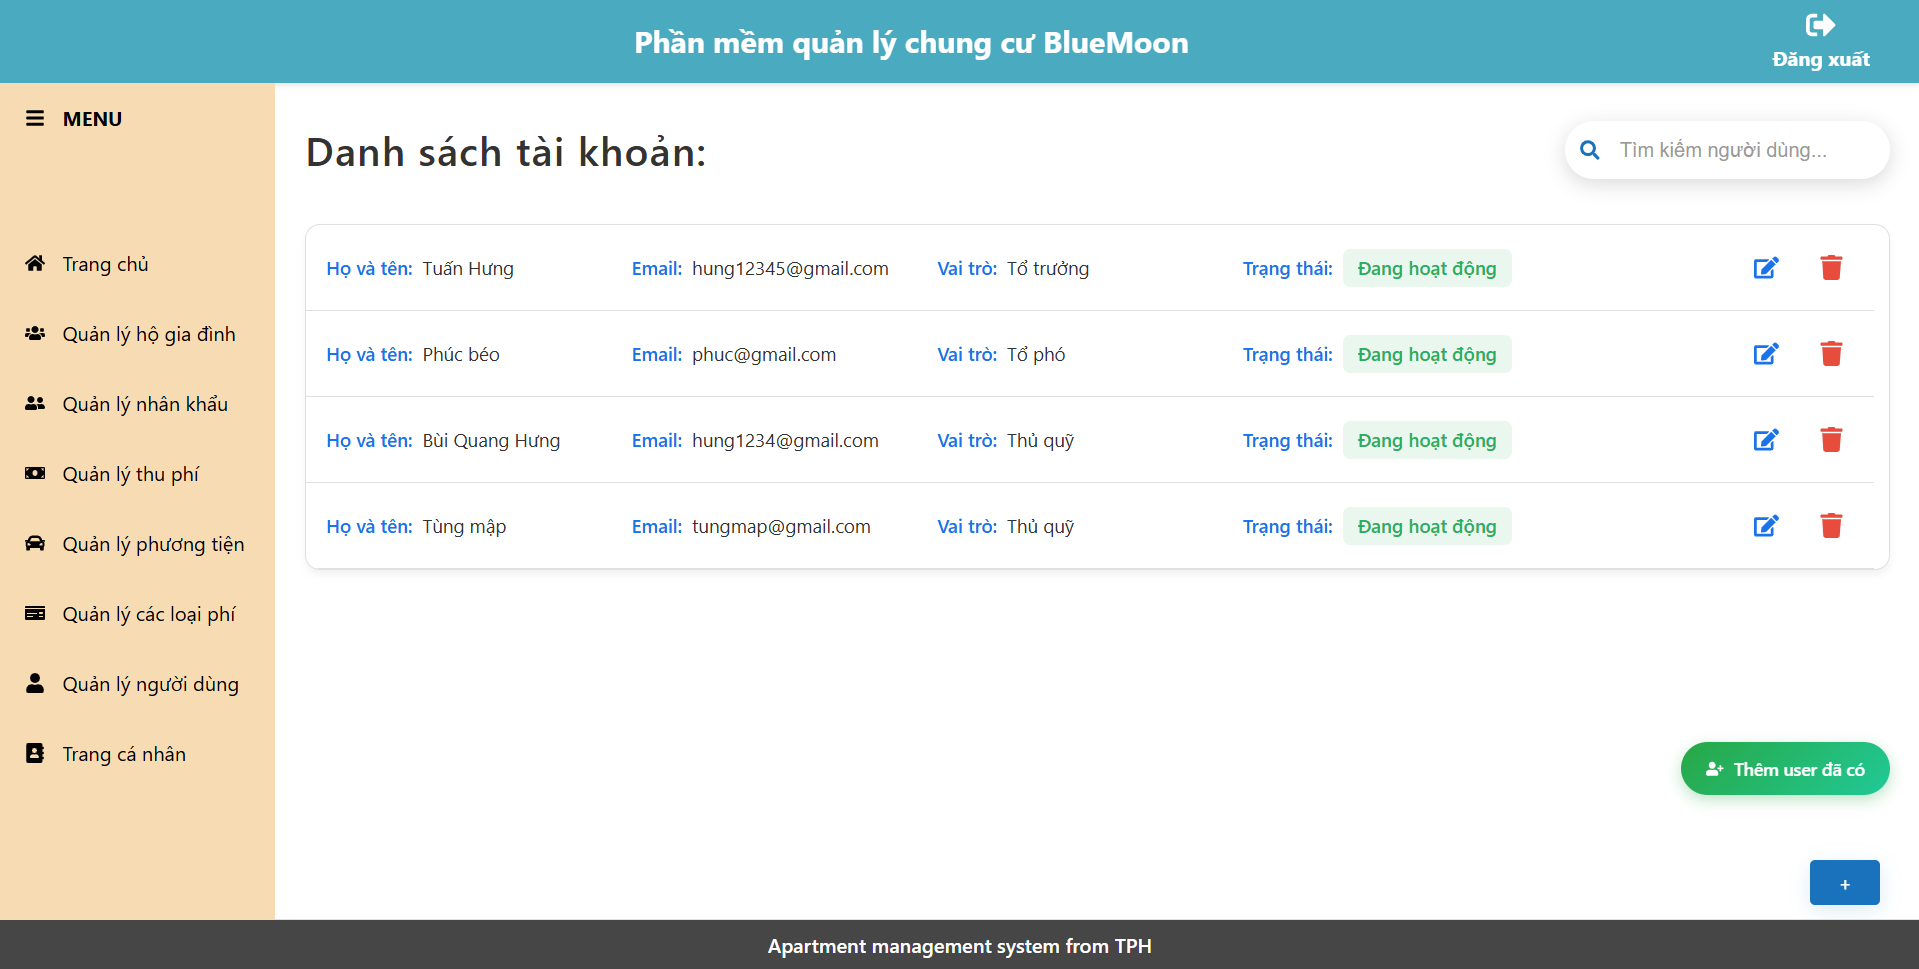 Phần mềm quản lý chung cư BlueMoon
Đăng xuất
MENU
Trang chủ
Quản lý hộ gia đình
Quản lý nhân khẩu
Quản lý thu phí
Quản lý phương tiện
Quản lý các loại phí
Quản lý người dùng
Trang cá nhân
Danh sách tài khoản:
Tìm kiếm người dùng...
Họ và tên: Tuấn Hưng Email: hung12345@gmail.com Vai trò: Tổ trưởng Trạng thái: Đang hoạt động
Họ và tên: Phúc béo Email: phuc@gmail.com Vai trò: Tổ phó Trạng thái: Đang hoạt động
Họ và tên: Bùi Quang Hưng Email: hung1234@gmail.com Vai trò: Thủ quỹ Trạng thái: Đang hoạt động
Họ và tên: Tùng mập Email: tungmap@gmail.com Vai trò: Thủ quỹ Trạng thái: Đang hoạt động
Thêm user đã có
+
Apartment management system from TPH